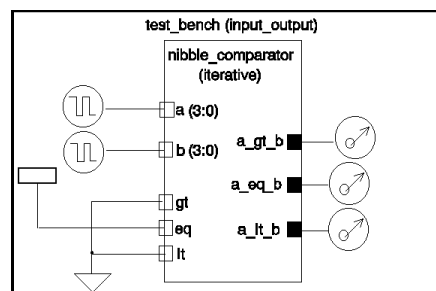 test_bench (input_output)
nibble_comparator
(iterative)
a (3:0)
b (3:0)
gt
eq
lt
a_gt_b
a_eq_b
a_lt_b